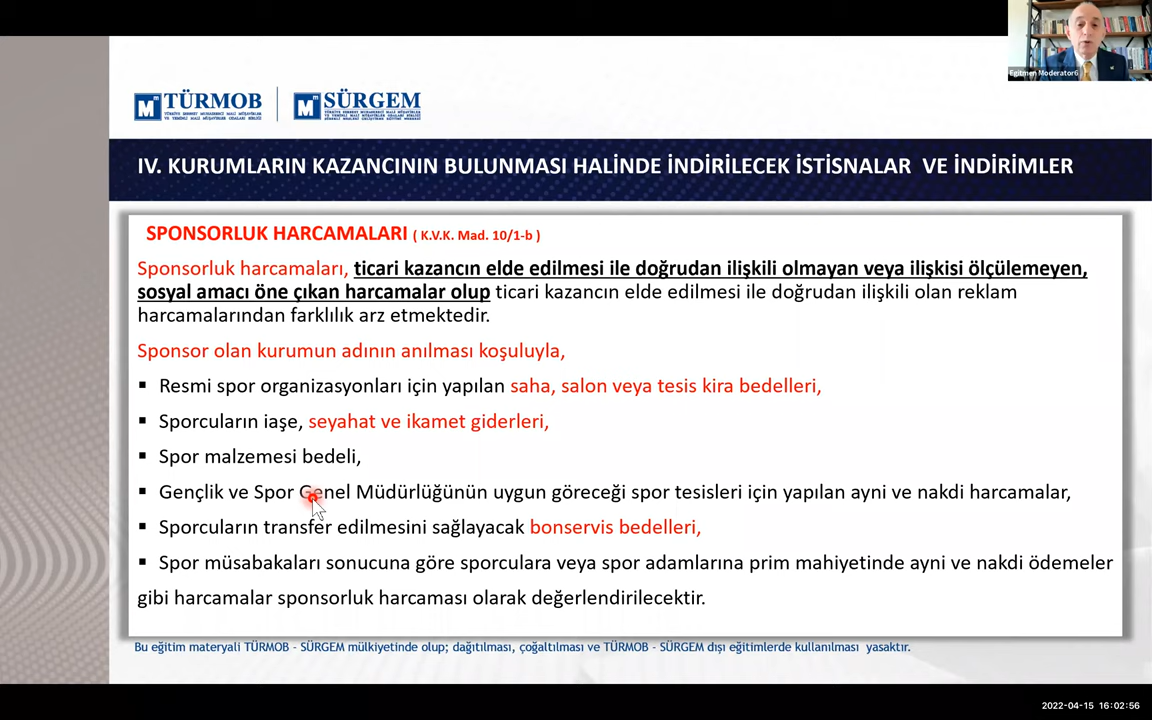 Egitmen Moderator6
TÜRMOB
SÜRGEM
IV. KURUMLARIN KAZANCININ BULUNMASI HALİNDE İNDİRİLECEK İSTİSNALAR VE İNDİRİMLER
SPONSORLUK HARCAMALARI ( K.V.K. Mad. 10/1-b )
Sponsorluk harcamaları, ticari kazancın elde edilmesi ile doğrudan ilişkili olmayan veya ilişkisi ölçülemeyen,
sosyal amacı öne çıkan harcamalar olup ticari kazancın elde edilmesi ile doğrudan ilişkili olan reklam
harcamalarından farklılık arz etmektedir.
Sponsor olan kurumun adının anılması koşuluyla,
▪ Resmi spor organizasyonları için yapılan saha, salon veya tesis kira bedelleri,
▪ Sporcuların iaşe, seyahat ve ikamet giderleri,
▪ Spor malzemesi bedeli,
▪ Gençlik ve Spor Genel Müdürlüğünün uygun göreceği spor tesisleri için yapılan ayni ve nakdi harcamalar,
▪ Sporcuların transfer edilmesini sağlayacak bonservis bedelleri,
▪ Spor müsabakaları sonucuna göre sporculara veya spor adamlarına prim mahiyetinde ayni ve nakdi ödemeler
gibi harcamalar sponsorluk harcaması olarak değerlendirilecektir.
Bu eğitim materyali TÜRMOB - SÜRGEM mülkiyetinde olup; dağıtılması, çoğaltılması ve TÜRMOB - SÜRGEM dışı eğitimlerde kullanılması yasaktır.
2022-04-15 16:02:56